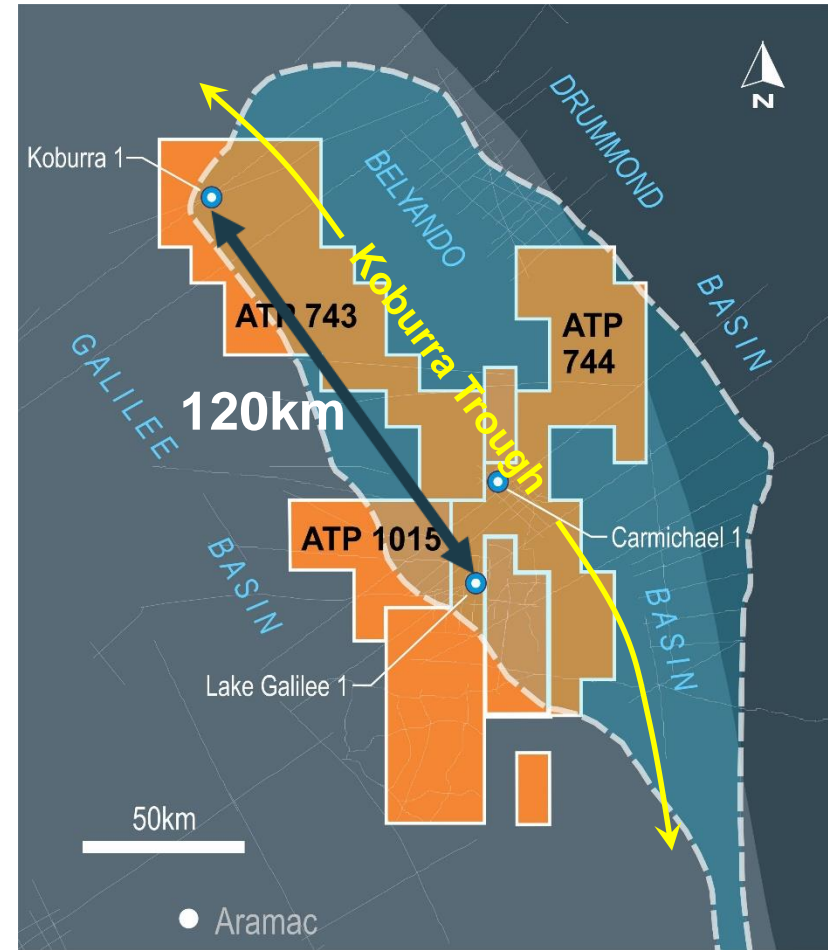 N
DRUMMOND
BASIN
Koburra 1
BELYANDO
BASIN
Koburra Trough
ATP 743
ATP
744
GALILEE
BASIN
120km
ATP 1015
Carmichael 1
Lake Galilee 1
50km
Aramac